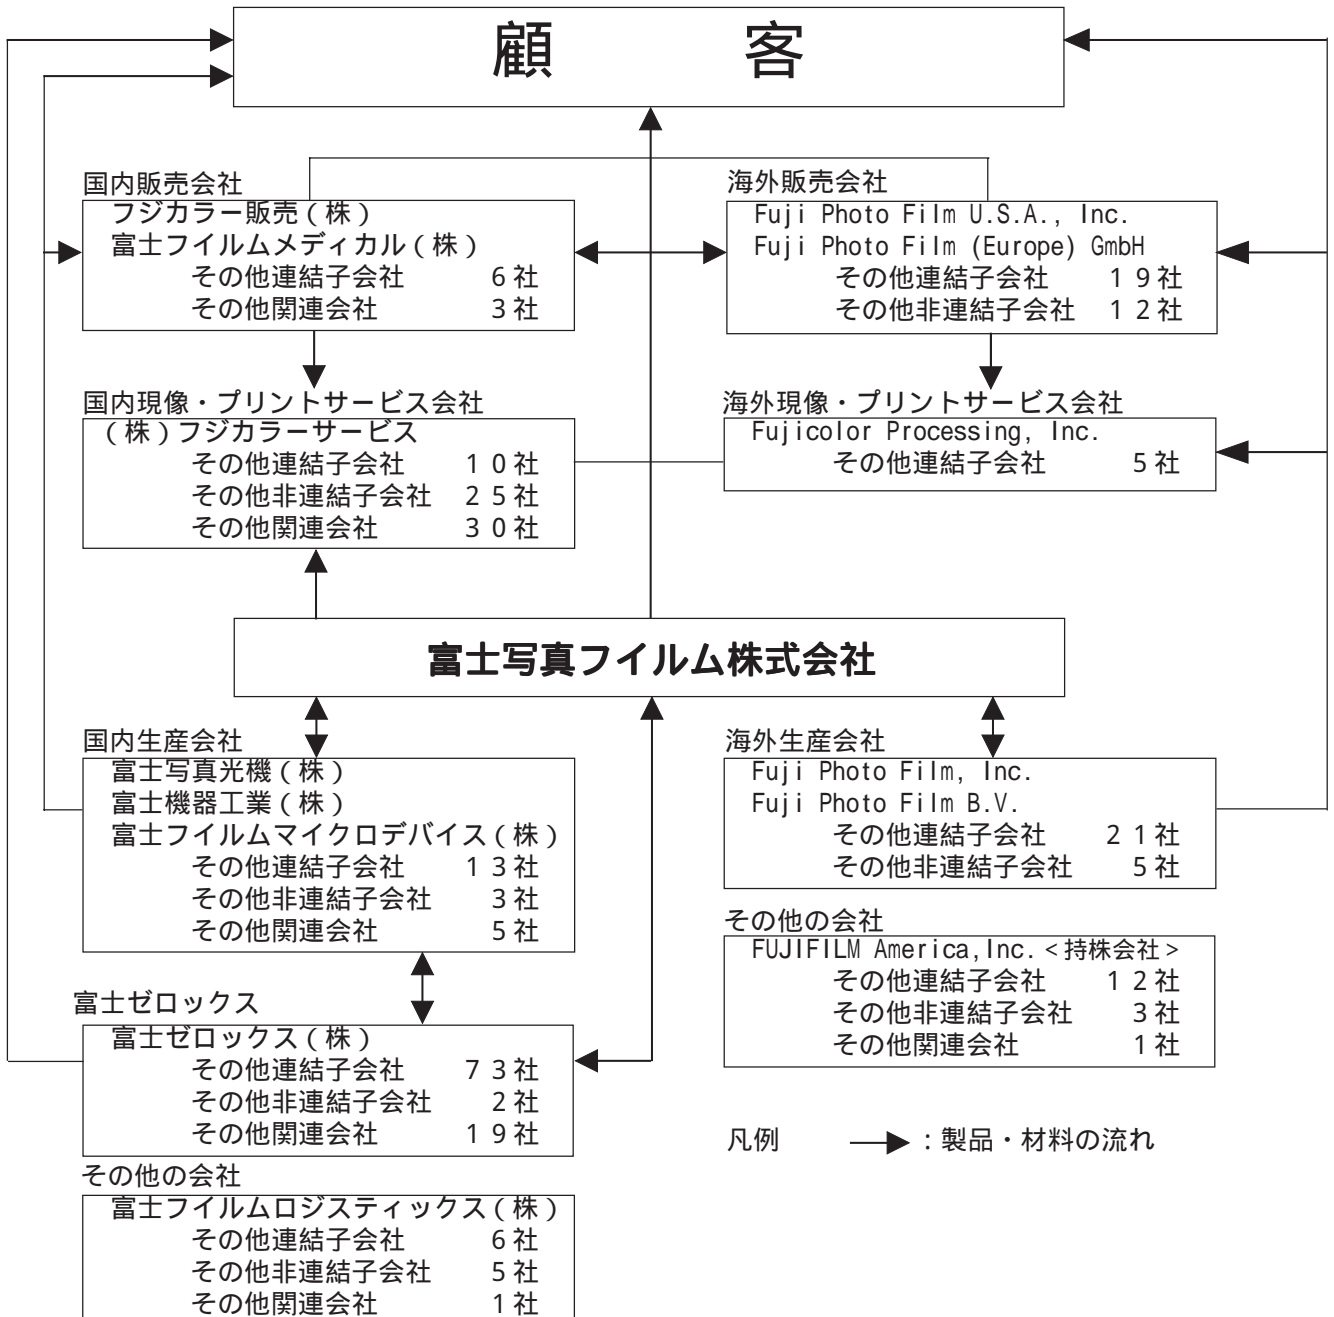 顧　客
国内販売会社
フジカラー販売（株）
富士フイルムメディカル（株）
その他連結子会社　6社
その他関連会社　3社
海外販売会社
Fuji Photo Film U.S.A., Inc.
Fuji Photo Film (Europe) GmbH
その他連結子会社　19社
その他非連結子会社　12社
国内現像・プリントサービス会社
（株）フジカラーサービス
その他連結子会社　10社
その他非連結子会社　25社
その他関連会社　30社
海外現像・プリントサービス会社
Fujicolor Processing, Inc.
その他連結子会社　5社
富士写真フイルム株式会社
国内生産会社
富士写真光機（株）
富士機器工業（株）
富士フイルムマイクロデバイス（株）
その他連結子会社　13社
その他非連結子会社　3社
その他関連会社　5社
海外生産会社
Fuji Photo Film, Inc.
Fuji Photo Film B.V.
その他連結子会社　21社
その他非連結子会社　5社
その他の会社
FUJIFILM America,Inc.<持株会社>
その他連結子会社　12社
その他非連結子会社　3社
その他関連会社　1社
富士ゼロックス
富士ゼロックス（株）
その他連結子会社　73社
その他非連結子会社　2社
その他関連会社　19社
凡例　：製品・材料の流れ
その他の会社
富士フイルムロジスティックス（株）
その他連結子会社　6社
その他非連結子会社　5社
その他関連会社　1社